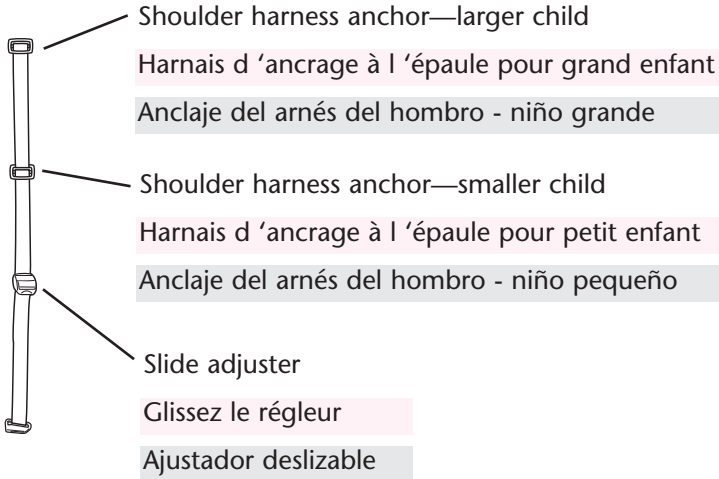 Shoulder harness anchor—larger child
Harnais d ‘ancrage à l ‘épaule pour grand enfant
Anclaje del arnés del hombro - niño grande
Shoulder harness anchor—smaller child
Harnais d ‘ancrage à l ‘épaule pour petit enfant
Anclaje del arnés del hombro - niño pequeño
Slide adjuster
Glissez le régleur
Ajustador deslizable